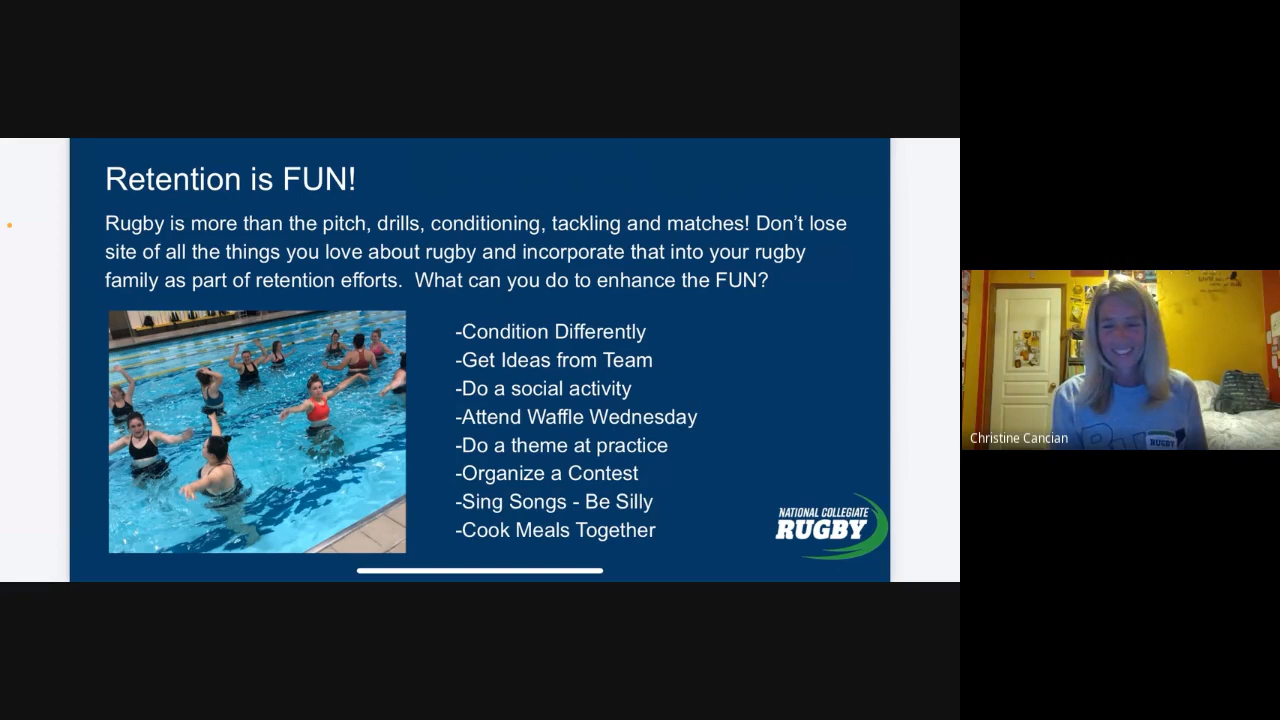 Retention is FUN!
Rugby is more than the pitch, drills, conditioning, tackling and matches! Don’t lose
site of all the things you love about rugby and incorporate that into your rugby
family as part of retention efforts.  What can you do to enhance the FUN?
-Condition Differently
-Get Ideas from Team
-Do a social activity
-Attend Waffle Wednesday
-Do a theme at practice
-Organize a Contest
-Sing Songs - Be Silly
-Cook Meals Together
NATIONAL COLLEGIATE
RUGBY
Christine Cancian
RUGBY